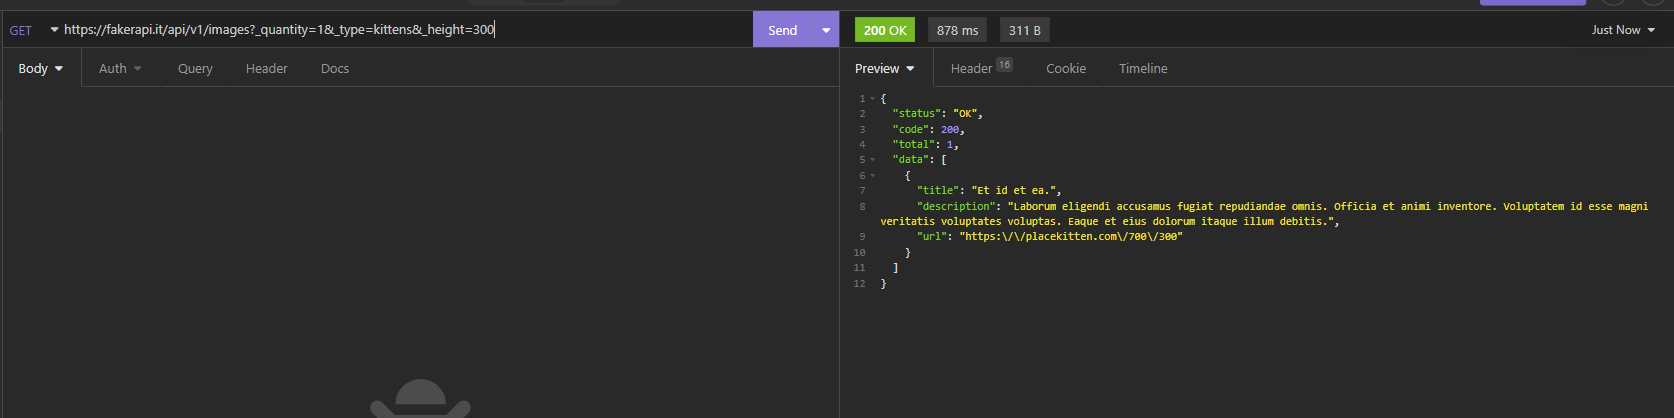 GET https://fakerapi.it/api/v1/images?_quantity=1&_type=kittens&_height=300 Send
200 OK 878 ms 311 B Just Now
Body Auth Query Header Docs
Preview Header 16 Cookie Timeline
1 {
2 "status": "OK",
3 "code": 200,
4 "total": 1,
5 "data": [
6 {
7 "title": "Et id et ea.",
8 "description": "Laborum eligendi accusamus fugiat repudiandae omnis. Officia et animi inventore. Voluptatem id esse magni
veritatis voluptates voluptas. Eaque et eius dolorum itaque illum debitis.",
9 "url": "https:\/\/placekitten.com\/700\/300"
10 }
11 ]
12 }